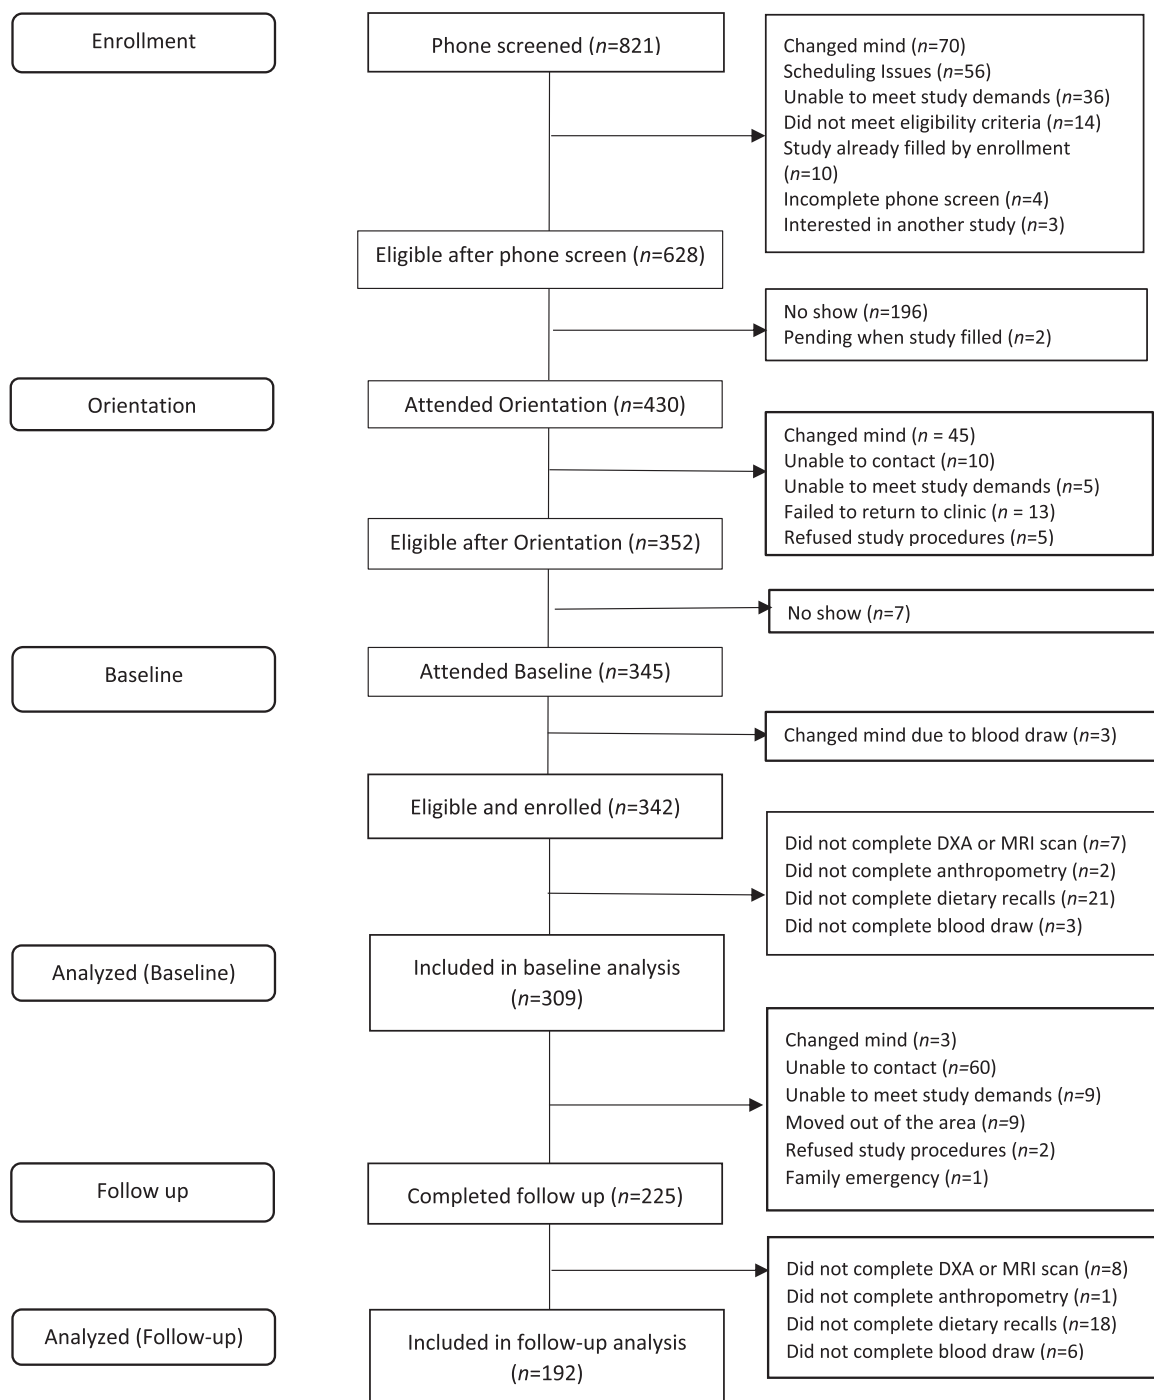 Enrollment
Phone screened (n=821)
Changed mind (n=70)
Scheduling Issues (n=56)
Unable to meet study demands (n=36)
Did not meet eligibility criteria (n=14)
Study already filled by enrollment
(n=10)
Incomplete phone screen (n=4)
Interested in another study (n=3)
Eligible after phone screen (n=628)
No show (n=196)
Pending when study filled (n=2)
Orientation
Attended Orientation (n=430)
Changed mind (n = 45)
Unable to contact (n=10)
Unable to meet study demands (n=5)
Failed to return to clinic (n = 13)
Refused study procedures (n=5)
Eligible after Orientation (n=352)
No show (n=7)
Baseline
Attended Baseline (n=345)
Changed mind due to blood draw (n=3)
Eligible and enrolled (n=342)
Did not complete DXA or MRI scan (n=7)
Did not complete anthropometry (n=2)
Did not complete dietary recalls (n=21)
Did not complete blood draw (n=3)
Analyzed (Baseline)
Included in baseline analysis
(n=309)
Changed mind (n=3)
Unable to contact (n=60)
Unable to meet study demands (n=9)
Moved out of the area (n=9)
Refused study procedures (n=2)
Family emergency (n=1)
Follow up
Completed follow up (n=225)
Did not complete DXA or MRI scan (n=8)
Did not complete anthropometry (n=1)
Did not complete dietary recalls (n=18)
Did not complete blood draw (n=6)
Analyzed (Follow-up)
Included in follow-up analysis
(n=192)